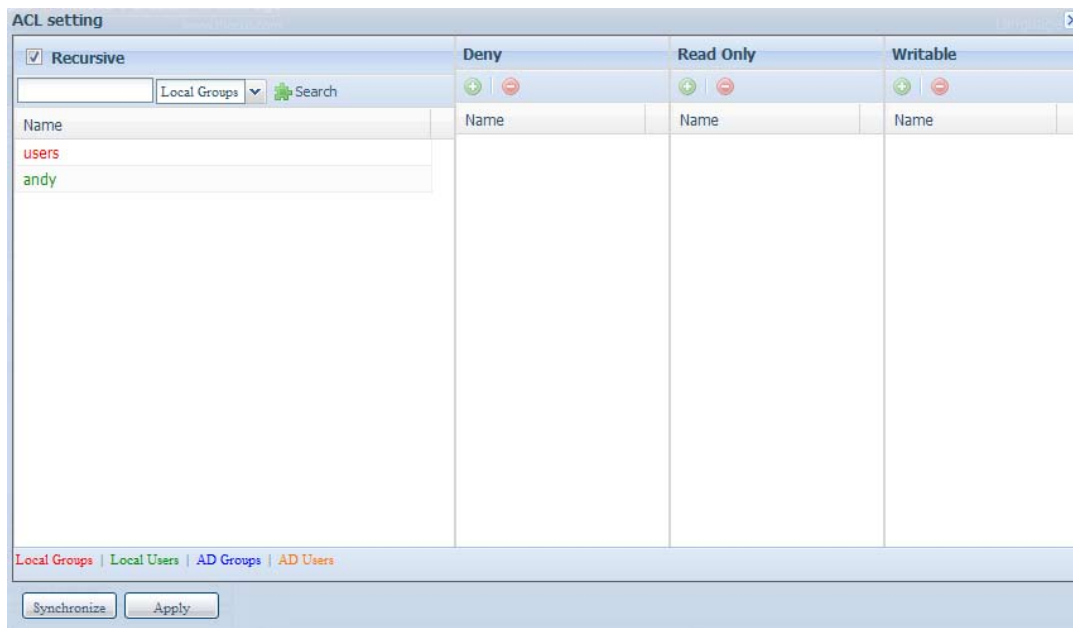 ACL setting
Recursive
Deny
Read Only
Writable
Local Groups
Search
Name
Name
Name
Name
users
andy
Local Groups | Local Users | AD Groups | AD Users
Synchronize
Apply